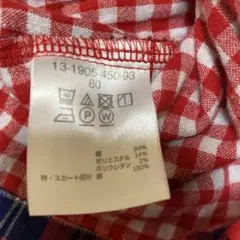 13-1905-450-93
60
P W
綿 84%
ポリエステル 14%
ポリウレタン 2%
衿・スカート部分 綿 100%